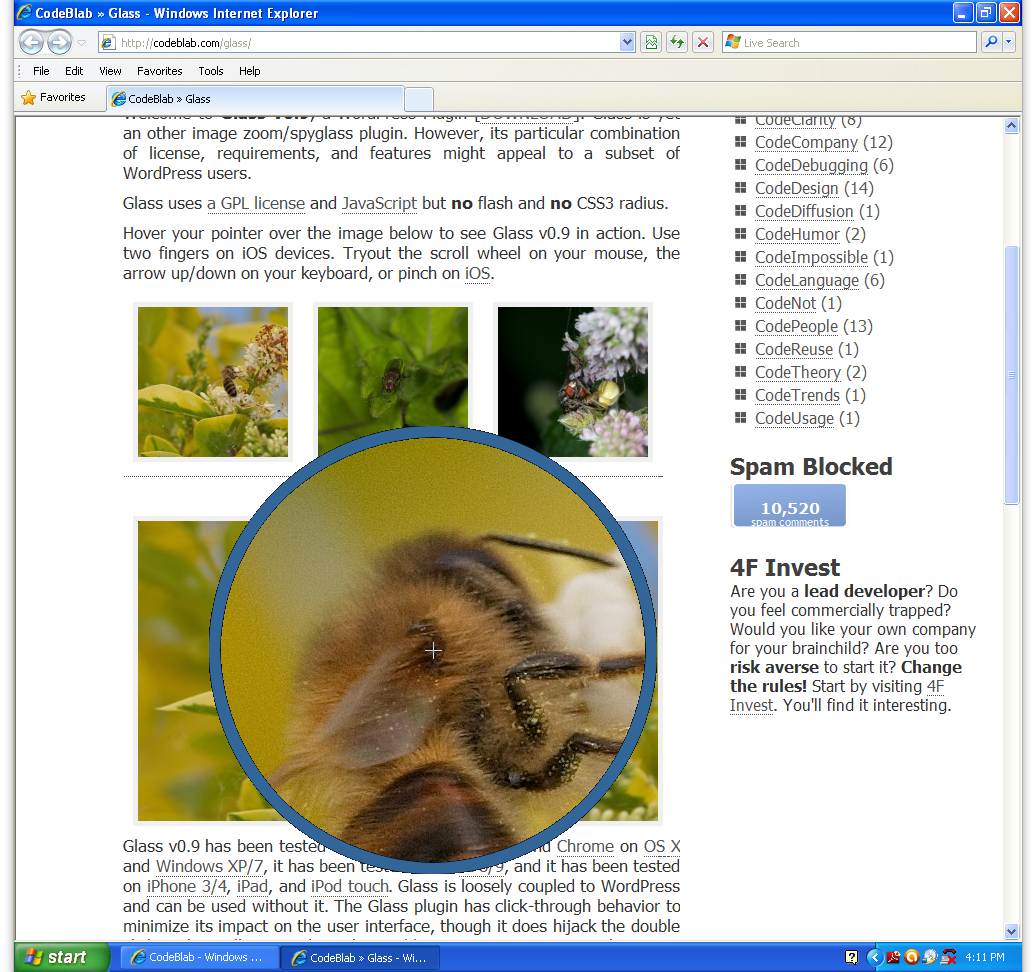 CodeBlab » Glass - Windows Internet Explorer
http://codeblab.com/glass/
Live Search
File Edit View Favorites Tools Help
Favorites
CodeBlab » Glass
Welcome to Glass v0.9, a WordPress Plugin [DOWNLOAD]. Glass is yet
an other image zoom/spyglass plugin. However, its particular combination
of license, requirements, and features might appeal to a subset of
WordPress users.
Glass uses a GPL license and JavaScript but no flash and no CSS3 radius.
Hover your pointer over the image below to see Glass v0.9 in action. Use
two fingers on iOS devices. Tryout the scroll wheel on your mouse, the
arrow up/down on your keyboard, or pinch on iOS.
Glass v0.9 has been tested
Chrome on OS X
and Windows XP/7, it has been
and it has been tested
on iPhone 3/4, iPad, and iPod touch. Glass is loosely coupled to WordPress
and can be used without it. The Glass plugin has click-through behavior to
minimize its impact on the user interface, though it does hijack the double
CodeClarity (8)
CodeCompany (12)
CodeDebugging (6)
CodeDesign (14)
CodeDiffusion (1)
CodeHumor (2)
CodeImpossible (1)
CodeLanguage (6)
CodeNot (1)
CodePeople (13)
CodeReuse (1)
CodeTheory (2)
CodeTrends (1)
CodeUsage (1)
Spam Blocked
10,520
spam comments
4F Invest
Are you a lead developer? Do
you feel commercially trapped?
Would you like your own company
for your brainchild? Are you too
risk averse to start it? Change
the rules! Start by visiting 4F
Invest. You'll find it interesting.
start
CodeBlab - Windows ...
CodeBlab » Glass - Wi...
4:11 PM